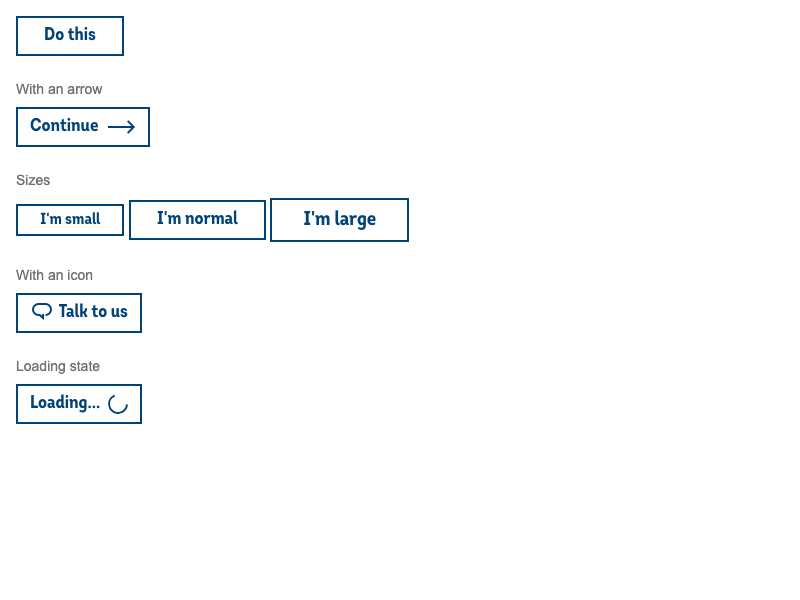 Do this
With an arrow
Continue
Sizes
I'm small I'm normal I'm large
With an icon
Talk to us
Loading state
Loading...